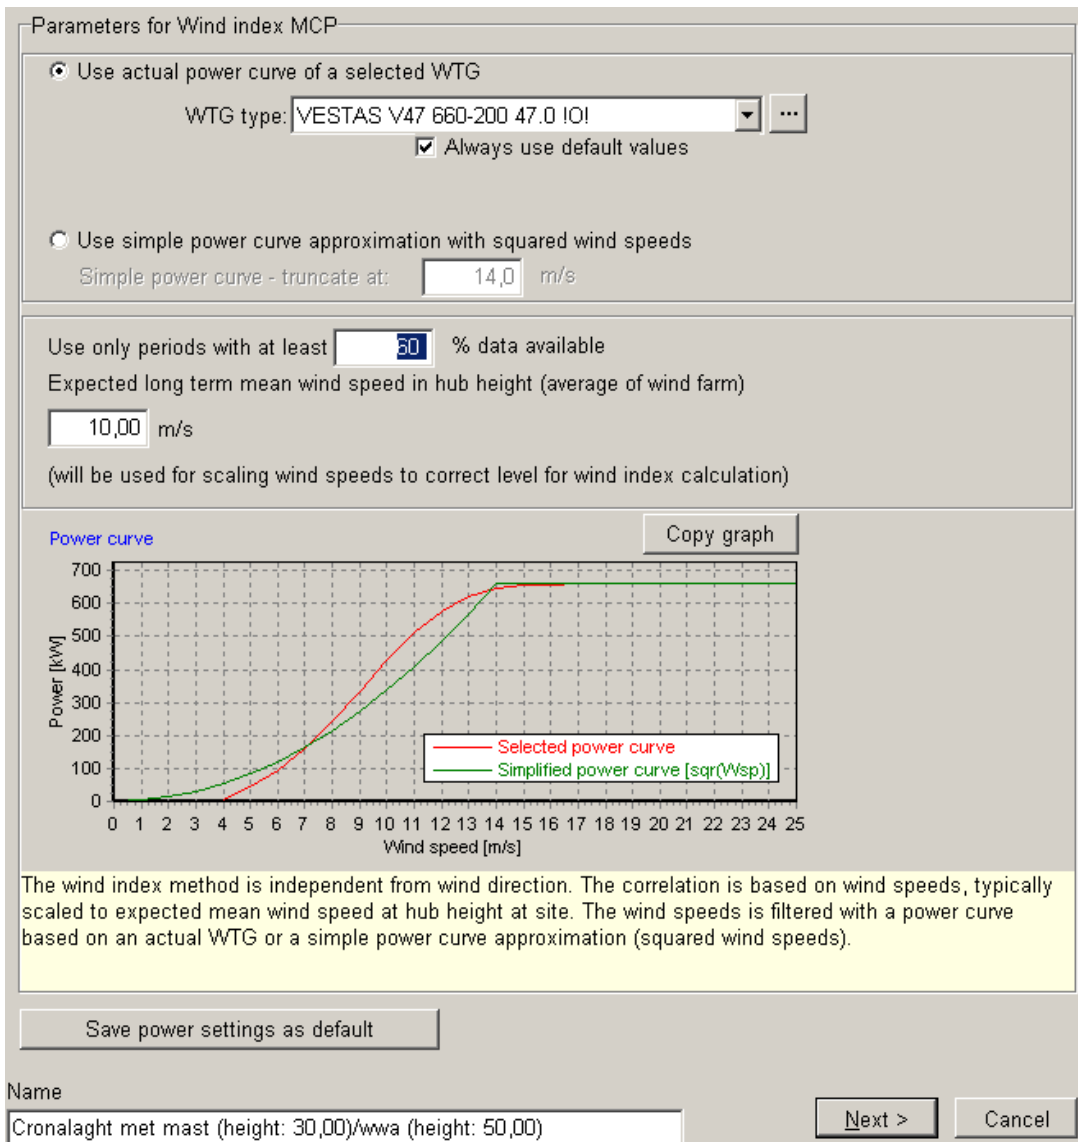 Parameters for Wind index MCP
Use actual power curve of a selected WTG
WTG type: VESTAS V47 660-200 47.0 !O! ...
Always use default values
Use simple power curve approximation with squared wind speeds
Simple power curve - truncate at: 14,0 m/s
Use only periods with at least 60 % data available
Expected long term mean wind speed in hub height (average of wind farm)
10,00 m/s
(will be used for scaling wind speeds to correct level for wind index calculation)
Copy graph
Power curve
700
600
500
400
300
200
100
0
Power [kW]
Selected power curve
Simplified power curve [sqr(Wsp)]
0 1 2 3 4 5 6 7 8 9 10 11 12 13 14 15 16 17 18 19 20 21 22 23 24 25
Wind speed [m/s]
The wind index method is independent from wind direction. The correlation is based on wind speeds, typically
scaled to expected mean wind speed at hub height at site. The wind speeds is filtered with a power curve
based on an actual WTG or a simple power curve approximation (squared wind speeds).
Save power settings as default
Name
Cronalaght met mast (height: 30,00)/wwa (height: 50,00)
Next > Cancel